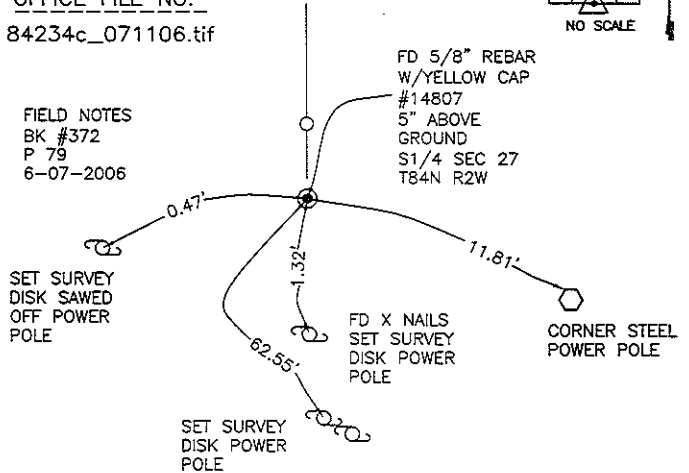 OFFICE FILE NO.
84234c_071106.tif
NO SCALE
FIELD NOTES
BK #372
P 79
6-07-2006
FD 5/8" REBAR
W/YELLOW CAP
#14807
5" ABOVE
GROUND
S1/4 SEC 27
T84N R2W
0.47'
11.81'
1.32'
62.55'
SET SURVEY
DISK SAWED
OFF POWER
POLE
FD X NAILS
SET SURVEY
DISK POWER
POLE
CORNER STEEL
POWER POLE
SET SURVEY
DISK POWER
POLE